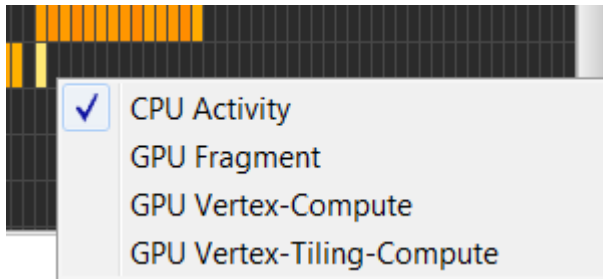 CPU Activity
GPU Fragment
GPU Vertex-Compute
GPU Vertex-Tiling-Compute